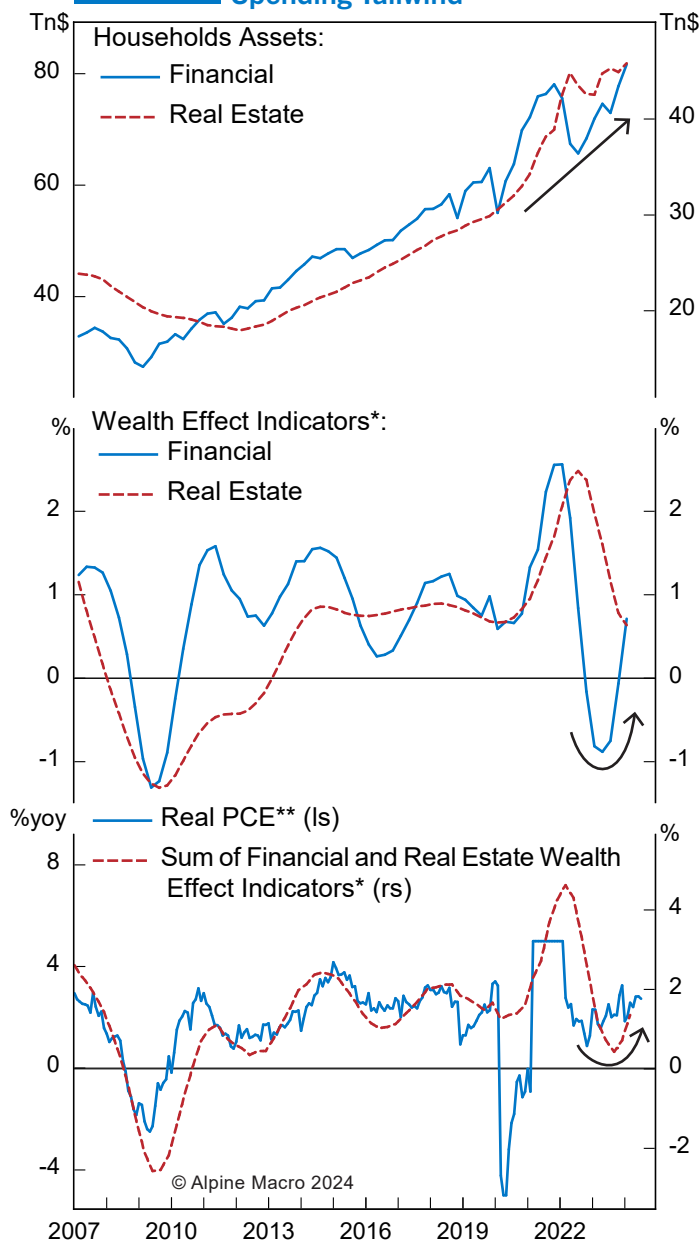 Spending Tailwind
Tn$ Tn$
Households Assets:
Financial
Real Estate
80
60
40
40
30
20
% %
Wealth Effect Indicators*:
Financial
Real Estate
2 2
1 1
0 0
-1 -1
%yoy %
Real PCE** (ls)
Sum of Financial and Real Estate Wealth
Effect Indicators* (rs)
8
4
0
-4
4
2
0
-2
© Alpine Macro 2024
2007 2010 2013 2016 2019 2022